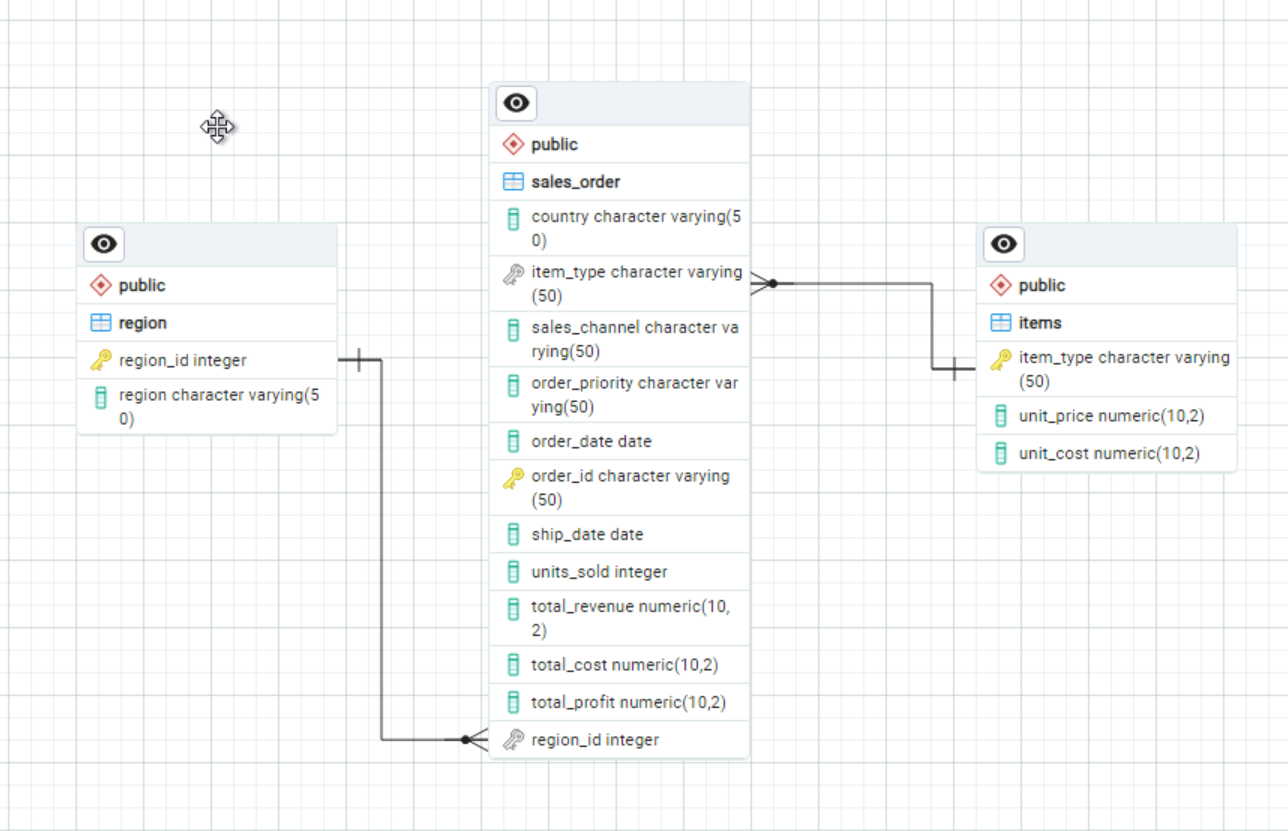 public
region
region_id integer
region character varying(5
0)
public
sales_order
country character varying(5
0)
item_type character varying
(50)
sales_channel character va
rying(50)
order_priority character var
ying(50)
order_date date
order_id character varying
(50)
ship_date date
units_sold integer
total_revenue numeric(10,
2)
total_cost numeric(10,2)
total_profit numeric(10,2)
region_id integer
public
items
item_type character varying
(50)
unit_price numeric(10,2)
unit_cost numeric(10,2)